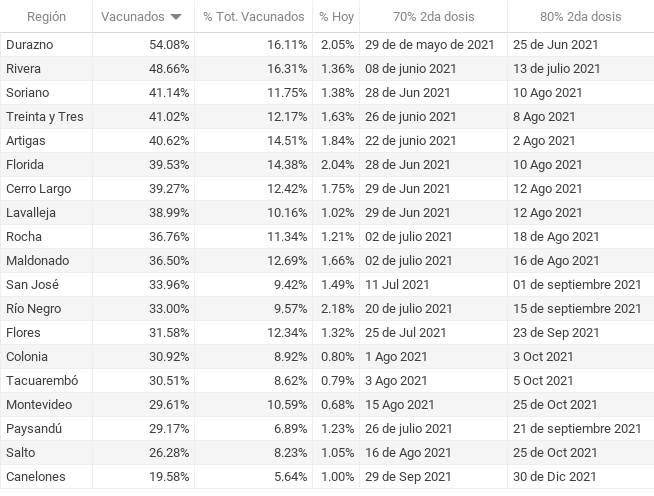 Región Vacunados % Tot. Vacunados % Hoy 70% 2da dosis 80% 2da dosis
Durazno 54.08% 16.11% 2.05% 29 de de mayo de 2021 25 de Jun 2021
Rivera 48.66% 16.31% 1.36% 08 de junio 2021 13 de julio 2021
Soriano 41.14% 11.75% 1.38% 28 de Jun 2021 10 Ago 2021
Treinta y Tres 41.02% 12.17% 1.63% 26 de junio 2021 8 Ago 2021
Artigas 40.62% 14.51% 1.84% 22 de junio 2021 2 Ago 2021
Florida 39.53% 14.38% 2.04% 28 de Jun 2021 10 Ago 2021
Cerro Largo 39.27% 12.42% 1.75% 29 de Jun 2021 12 Ago 2021
Lavalleja 38.99% 10.16% 1.02% 29 de Jun 2021 12 Ago 2021
Rocha 36.76% 11.34% 1.21% 02 de julio 2021 18 de Ago 2021
Maldonado 36.50% 12.69% 1.66% 02 de julio 2021 16 de Ago 2021
San José 33.96% 9.42% 1.49% 11 Jul 2021 01 de septiembre 2021
Río Negro 33.00% 9.57% 2.18% 20 de julio 2021 15 de septiembre 2021
Flores 31.58% 12.34% 1.32% 25 de Jul 2021 23 de Sep 2021
Colonia 30.92% 8.92% 0.80% 1 Ago 2021 3 Oct 2021
Tacuarembó 30.51% 8.62% 0.79% 3 Ago 2021 5 Oct 2021
Montevideo 29.61% 10.59% 0.68% 15 Ago 2021 25 de Oct 2021
Paysandú 29.17% 6.89% 1.23% 26 de julio 2021 21 de septiembre 2021
Salto 26.28% 8.23% 1.05% 16 de Ago 2021 25 de Oct 2021
Canelones 19.58% 5.64% 1.00% 29 de Sep 2021 30 de Dic 2021